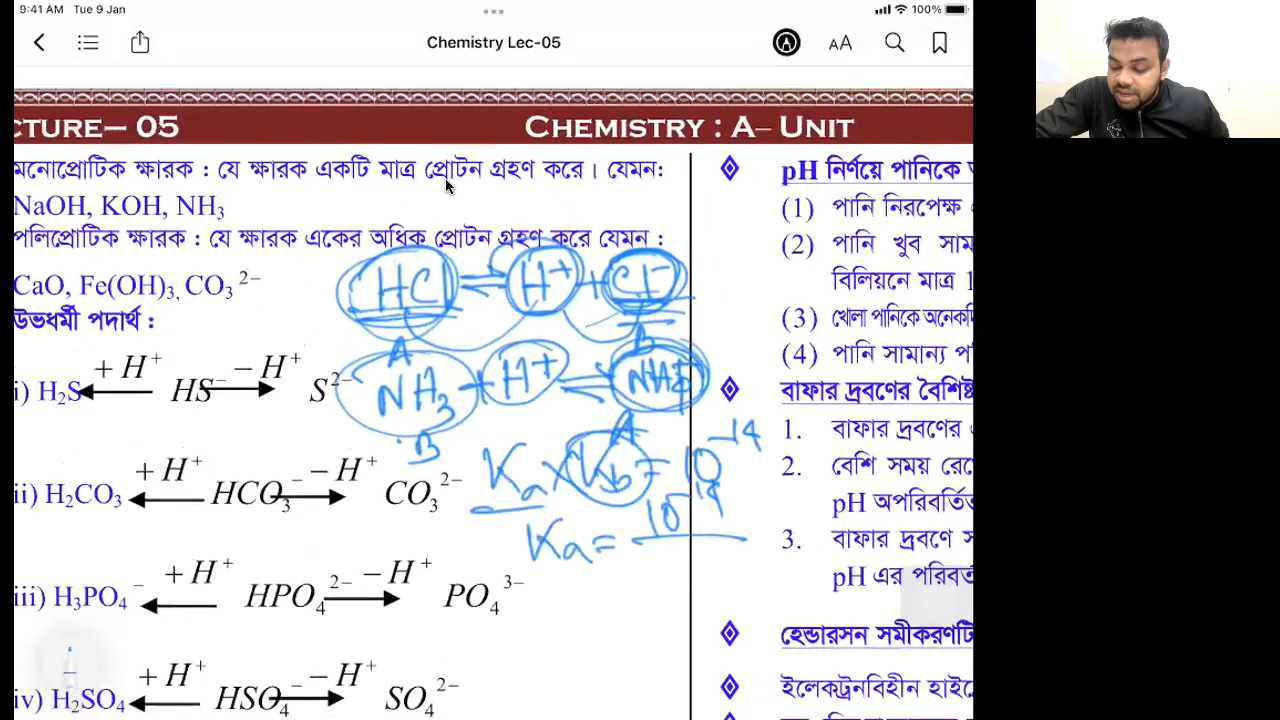 9:41 AM Tue 9 Jan
100%
Chemistry Lec-05
AA
CTURE– 05
CHEMISTRY : A– UNIT
মনোপ্রোটিক ক্ষারক : যে ক্ষারক একটি মাত্র প্রোটন গ্রহণ করে। যেমন:
NaOH, KOH, NH3
পলিপ্রোটিক ক্ষারক : যে ক্ষারক একের অধিক প্রোটন গ্রহণ করে যেমন :
CaO, Fe(OH)3, CO3 2–
উভধর্মী পদার্থ :
HCl ⇌ H+ + Cl–
A B
NH3 + H+ ⇌ NH4
B A
Ka × Kb = 10–14
Ka = 10–14
i) H2S ← +H+ HS– –H+ → S2–
ii) H2CO3 ← +H+ HCO3– –H+ → CO3 2–
iii) H3PO4– ← +H+ HPO4 2– –H+ → PO4 3–
iv) H2SO4 ← +H+ HSO4– –H+ → SO4 2–
pH নির্ণয়ে পানিকে
(1) পানি নিরপেক্ষ
(2) পানি খুব
বিলিয়নে মাত্র 1
(3) খোলা পানিকে
(4) পানি সামান্য
বাফার দ্রবণের
1. বাফার দ্রবণের
2. বেশি সময়
pH
3. বাফার দ্রবণে
pH এর
হেন্ডারসন সমীকরণটি
ইলেকট্রনবিহীন